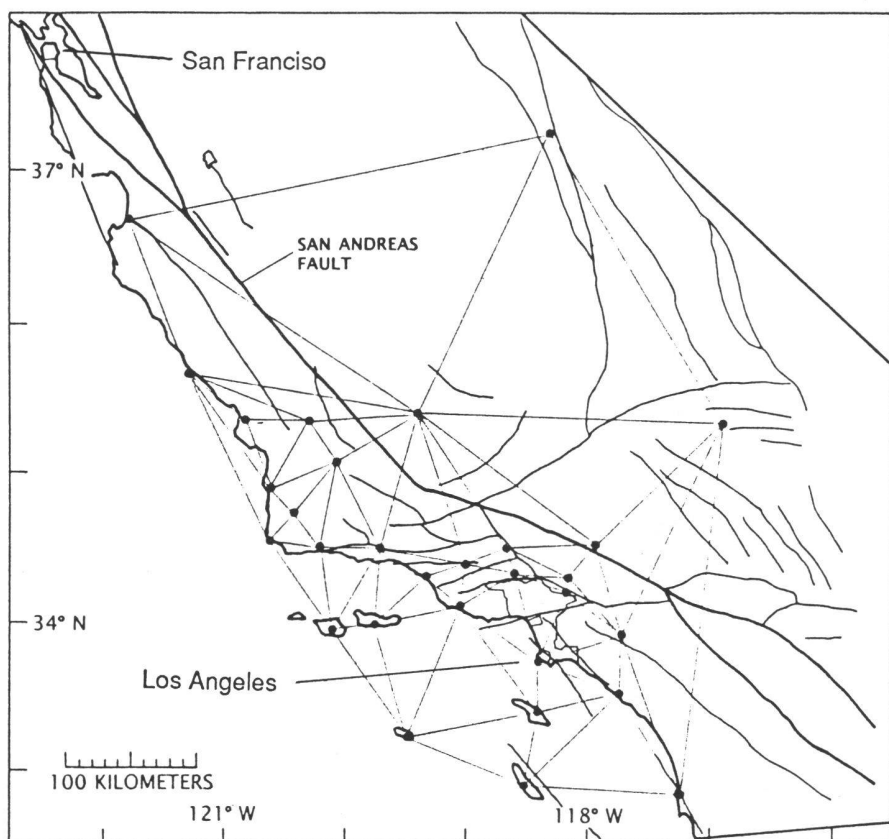 San Franciso
37° N
SAN ANDREAS
FAULT
34° N
Los Angeles
100 KILOMETERS
121° W
118° W